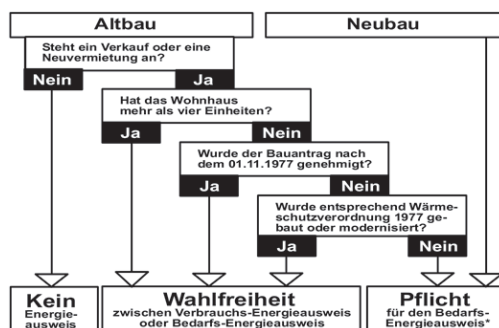 Altbau
Neubau
Steht ein Verkauf oder eine
Neuvermietung an?
Nein
Ja
Hat das Wohnhaus
mehr als vier Einheiten?
Ja
Nein
Wurde der Bauantrag nach
dem 01.11.1977 genehmigt?
Ja
Nein
Wurde entsprechend Wärme-
schutzverordnung 1977 ge-
baut oder modernisiert?
Ja
Nein
Kein
Energie-
ausweis
Wahlfreiheit
zwischen Verbrauchs-Energieausweis
oder Bedarfs-Energieausweis
Pflicht
für den Bedarfs-
Energieausweis*